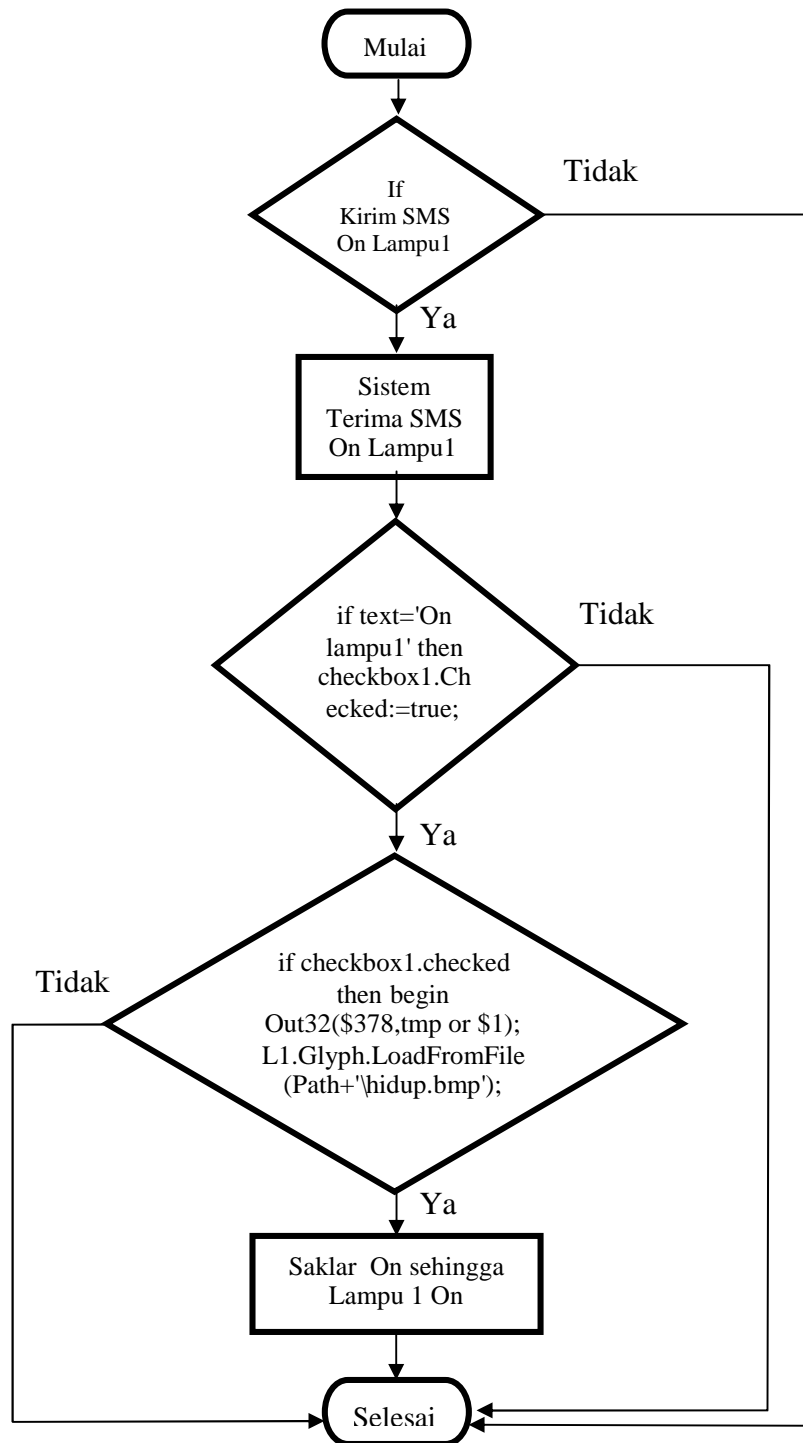 Mulai
If
Kirim SMS
On Lampu1
Tidak
Ya
Sistem
Terima SMS
On Lampu1
if text='On
lampu1' then
checkbox1.Ch
ecked:=true;
Tidak
Ya
if checkbox1.checked
then begin
Out32($378,tmp or $1);
L1.Glyph.LoadFromFile
(Path+'\hidup.bmp');
Tidak
Ya
Saklar On sehingga
Lampu 1 On
Selesai